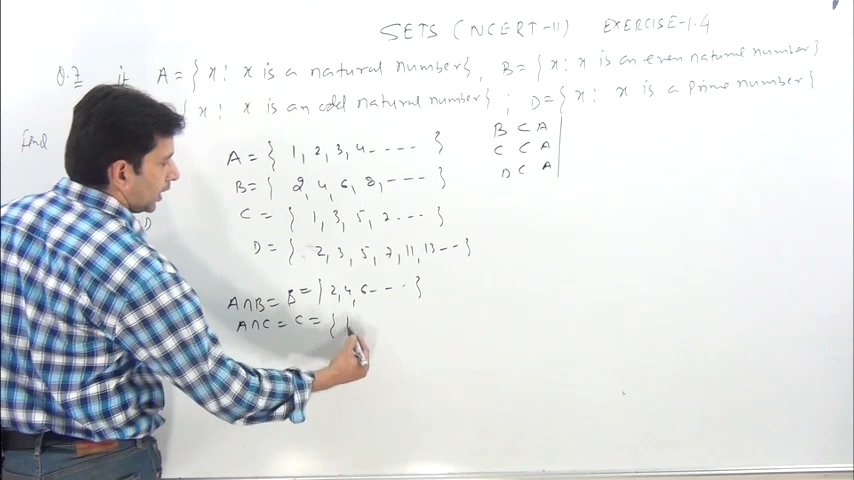 SETS (NCERT-11) EXERCISE-1.4
Q.7 if A = { x : x is a natural number}, B = { x : x is an even natural number}
{ x : x is an odd natural number} ; D = { x : x is a prime number}
find
A = { 1, 2, 3, 4 - - - - }
B = { 2, 4, 6, 8, - - - }
C = { 1, 3, 5, 7 - - - }
D = { 2, 3, 5, 7, 11, 13 - - }
B ⊂ A
C ⊂ A
D ⊂ A
D
A∩B = B = { 2, 4, 6 - - - }
A∩C = C = { 1